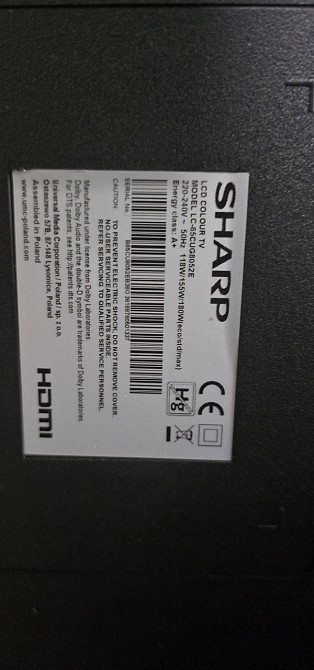 SHARP
LCD COLOUR TV
MODEL LC-65CUG8052E
220-240V ~ 50Hz 118W/155W/180W(eco/std/max)
Energy class: A+
Hg
SERIAL No.
CAUTION: TO PREVENT ELECTRIC SHOCK, DO NOT REMOVE COVER.
NO USER-SERVICEABLE PARTS INSIDE.
REFER SERVICING TO QUALIFIED SERVICE PERSONNEL
Manufactured under license from Dolby Laboratories.
Dolby, Dolby Audio and the double-D symbol are trademarks of Dolby Laboratories.
For DTS patents, see http://patents.dts.com
Universal Media Corporation / Poland / sp. z o.o.
Ostaszewo 57B, 87-148 Łysomice, Poland
Assembled in Poland
www.umc-poland.com
HDMI
CE